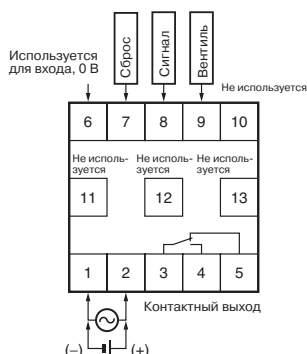 Используется
для входа, 0 В
Сброс
Сигнал
Вентиль
Не используется
6 7 8 9 10
Не исполь- Не исполь- Не исполь-
зуется зуется зуется
11 12 13
1 2 3 4 5
Контактный выход
(–) (+)